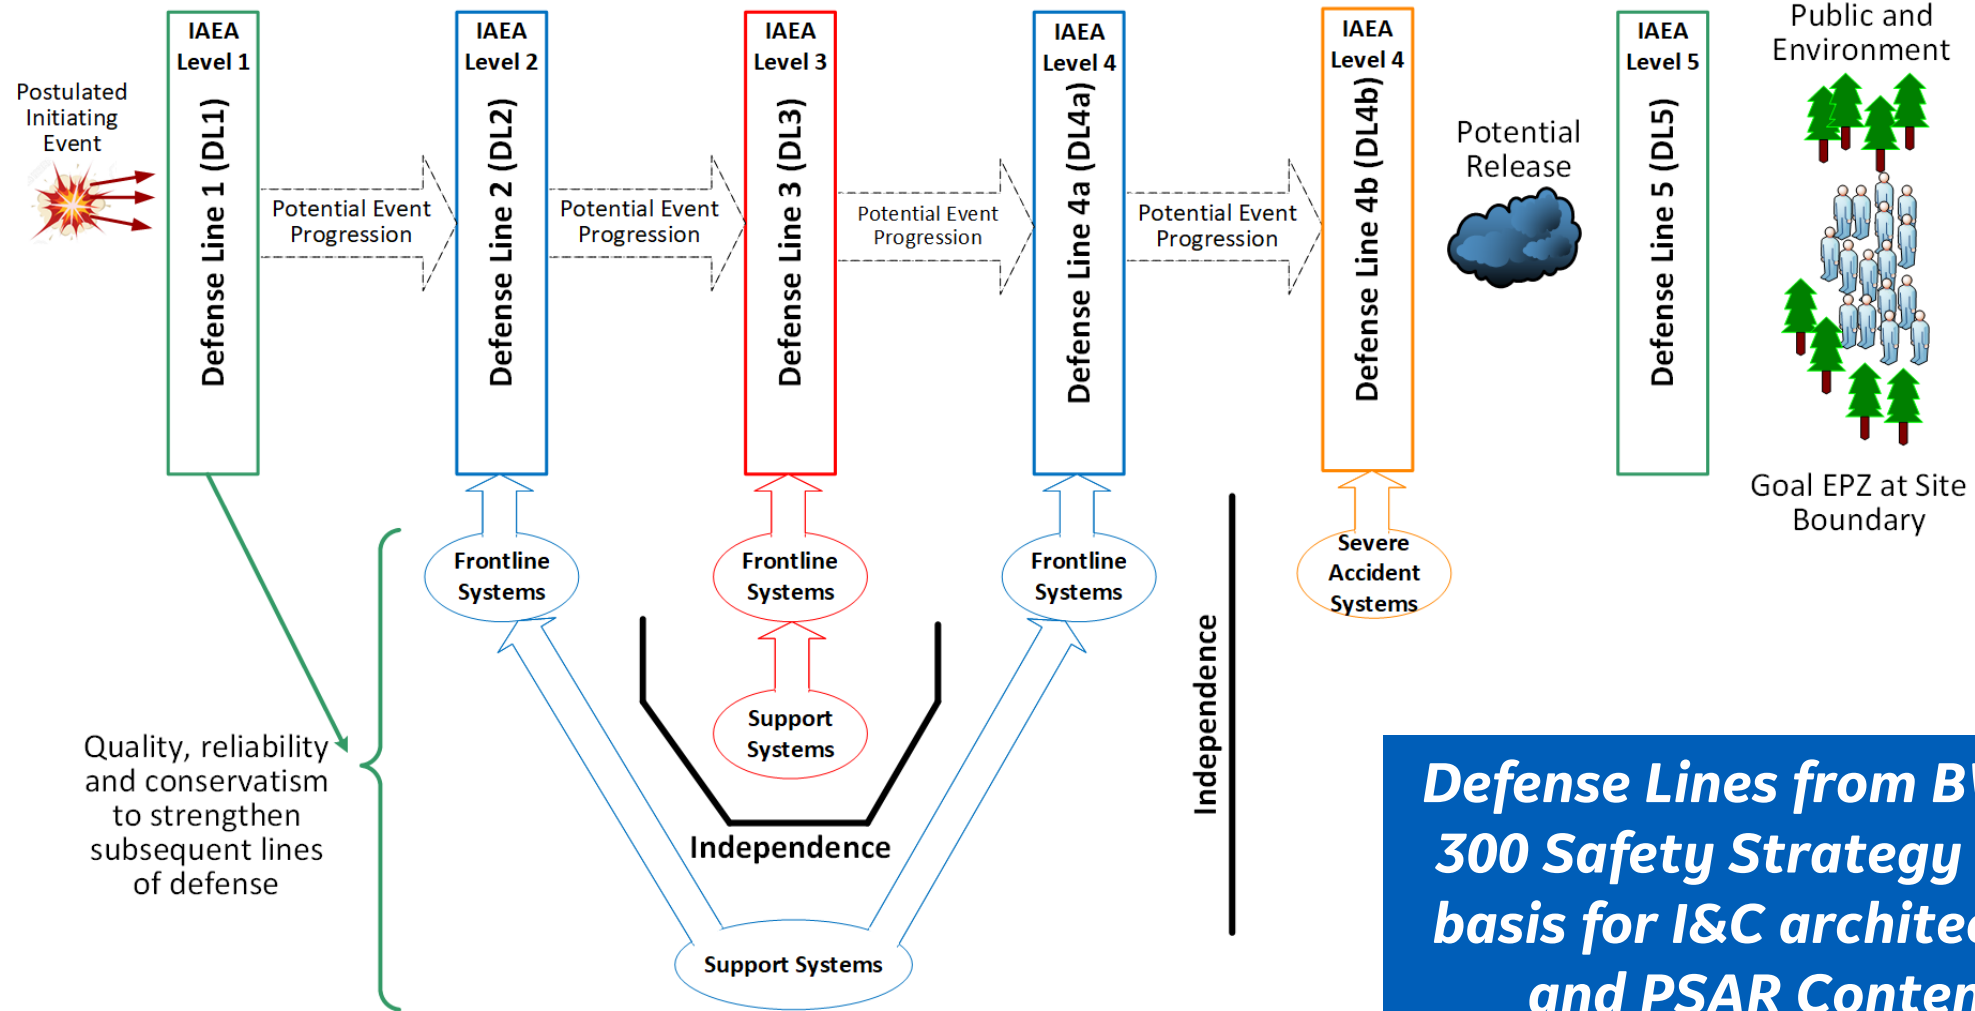 Postulated
Initiating
Event
IAEA
Level 1
Defense Line 1 (DL1)
Potential Event
Progression
IAEA
Level 2
Defense Line 2 (DL2)
Potential Event
Progression
IAEA
Level 3
Defense Line 3 (DL3)
Potential Event
Progression
IAEA
Level 4
Defense Line 4a (DL4a)
Potential Event
Progression
IAEA
Level 4
Defense Line 4b (DL4b)
Potential
Release
IAEA
Level 5
Defense Line 5 (DL5)
Public and
Environment
Goal EPZ at Site
Boundary
Frontline
Systems
Frontline
Systems
Frontline
Systems
Severe
Accident
Systems
Support
Systems
Independence
Independence
Support Systems
Quality, reliability
and conservatism
to strengthen
subsequent lines
of defense
Defense Lines from
300 Safety Strategy
basis for I&C
and PSAR